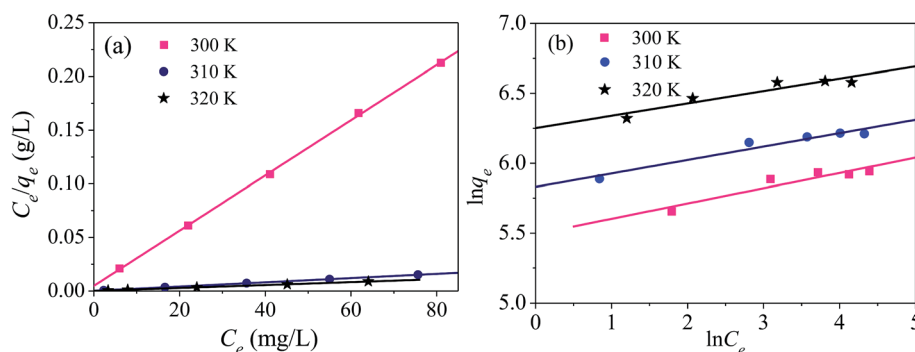 (a)
300 K
310 K
320 K
C_e/q_e (g/L)
0.25
0.20
0.15
0.10
0.05
0.00
0 20 40 60 80
C_e (mg/L)
(b)
300 K
310 K
320 K
lnq_e
7.0
6.5
6.0
5.5
5.0
0 1 2 3 4 5
lnC_e